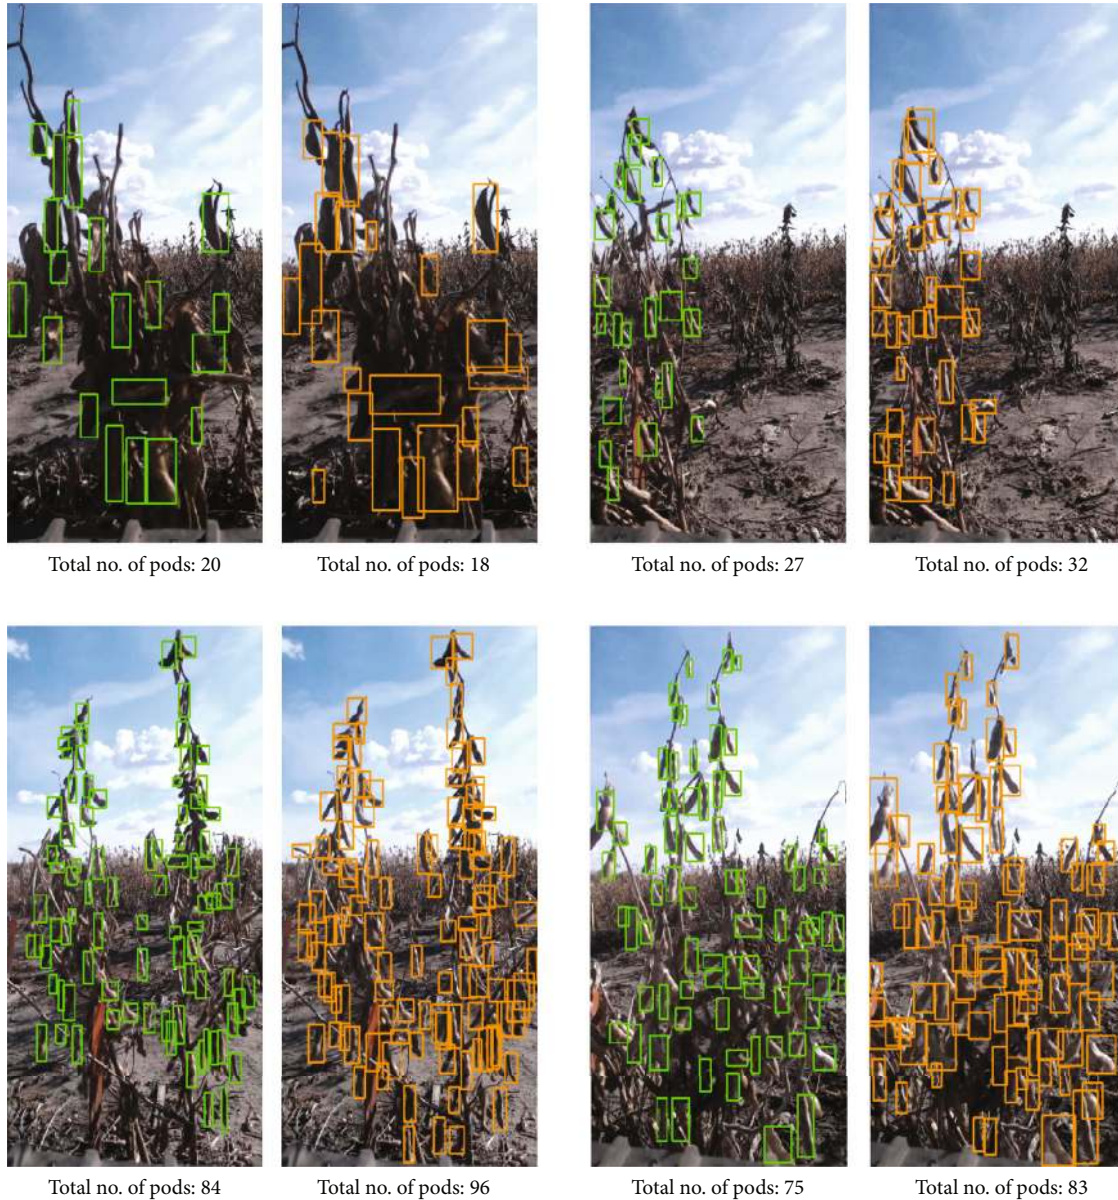 Total no. of pods: 20
Total no. of pods: 18
Total no. of pods: 27
Total no. of pods: 32
Total no. of pods: 84
Total no. of pods: 96
Total no. of pods: 75
Total no. of pods: 83